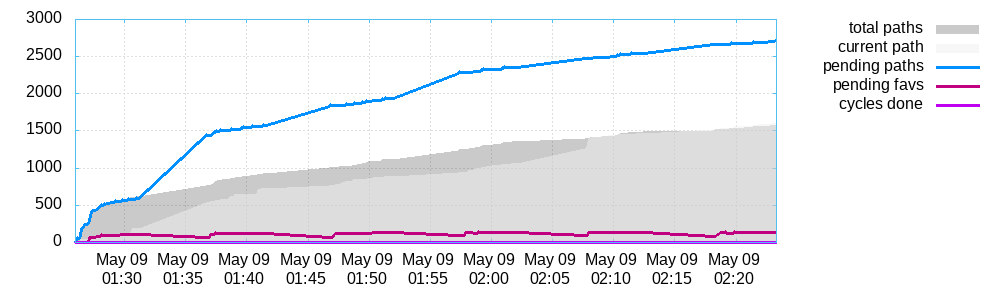 3000
2500
2000
1500
1000
500
0
May 09 May 09 May 09 May 09 May 09 May 09 May 09 May 09 May 09 May 09 May 09
01:30 01:35 01:40 01:45 01:50 01:55 02:00 02:05 02:10 02:15 02:20
total paths
current path
pending paths
pending favs
cycles done